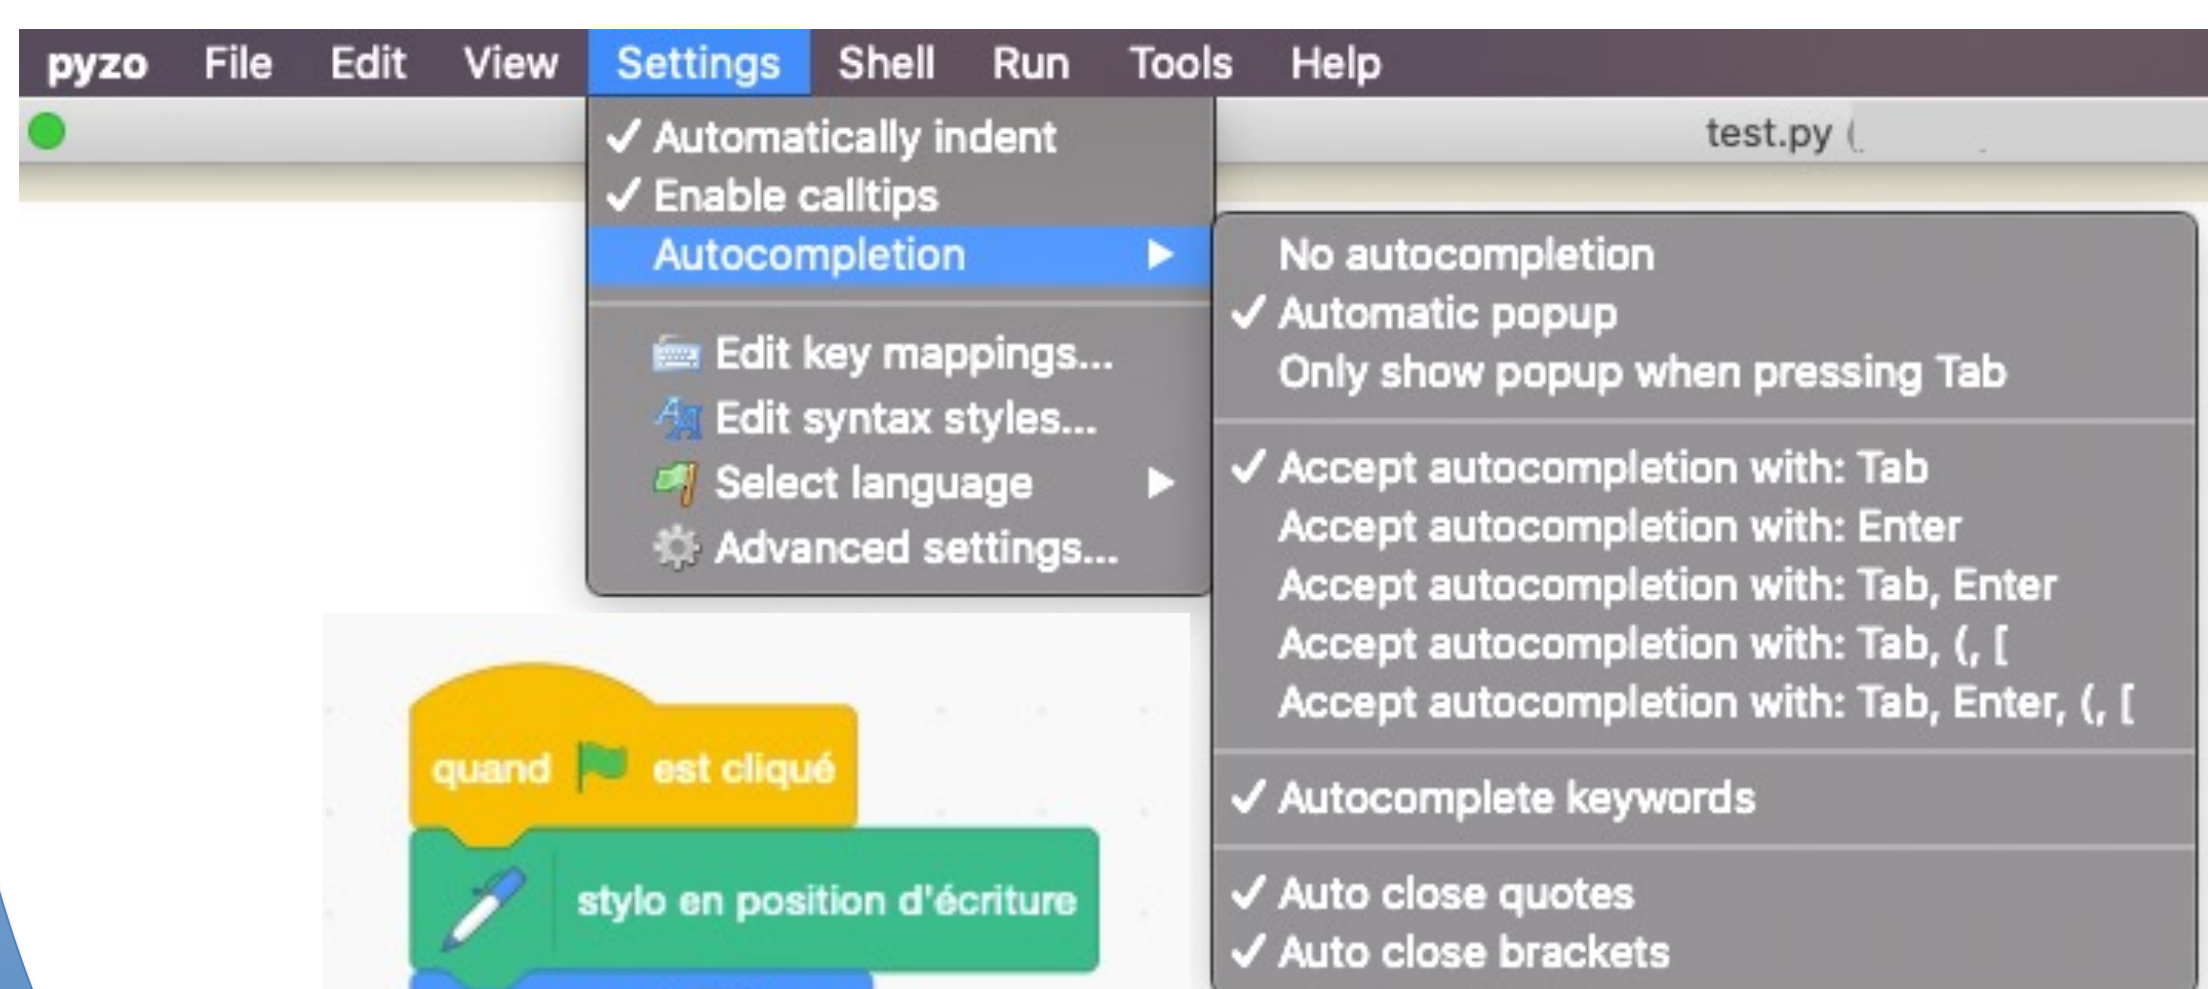 pyzo File Edit View Settings Shell Run Tools Help
test.py (
✓ Automatically indent
✓ Enable calltips
Autocompletion ▶
Edit key mappings...
Edit syntax styles...
Select language ▶
Advanced settings...
No autocompletion
✓ Automatic popup
Only show popup when pressing Tab
✓ Accept autocompletion with: Tab
Accept autocompletion with: Enter
Accept autocompletion with: Tab, Enter
Accept autocompletion with: Tab, (, [
Accept autocompletion with: Tab, Enter, (, [
✓ Autocomplete keywords
✓ Auto close quotes
✓ Auto close brackets
quand est cliqué
stylo en position d'écriture